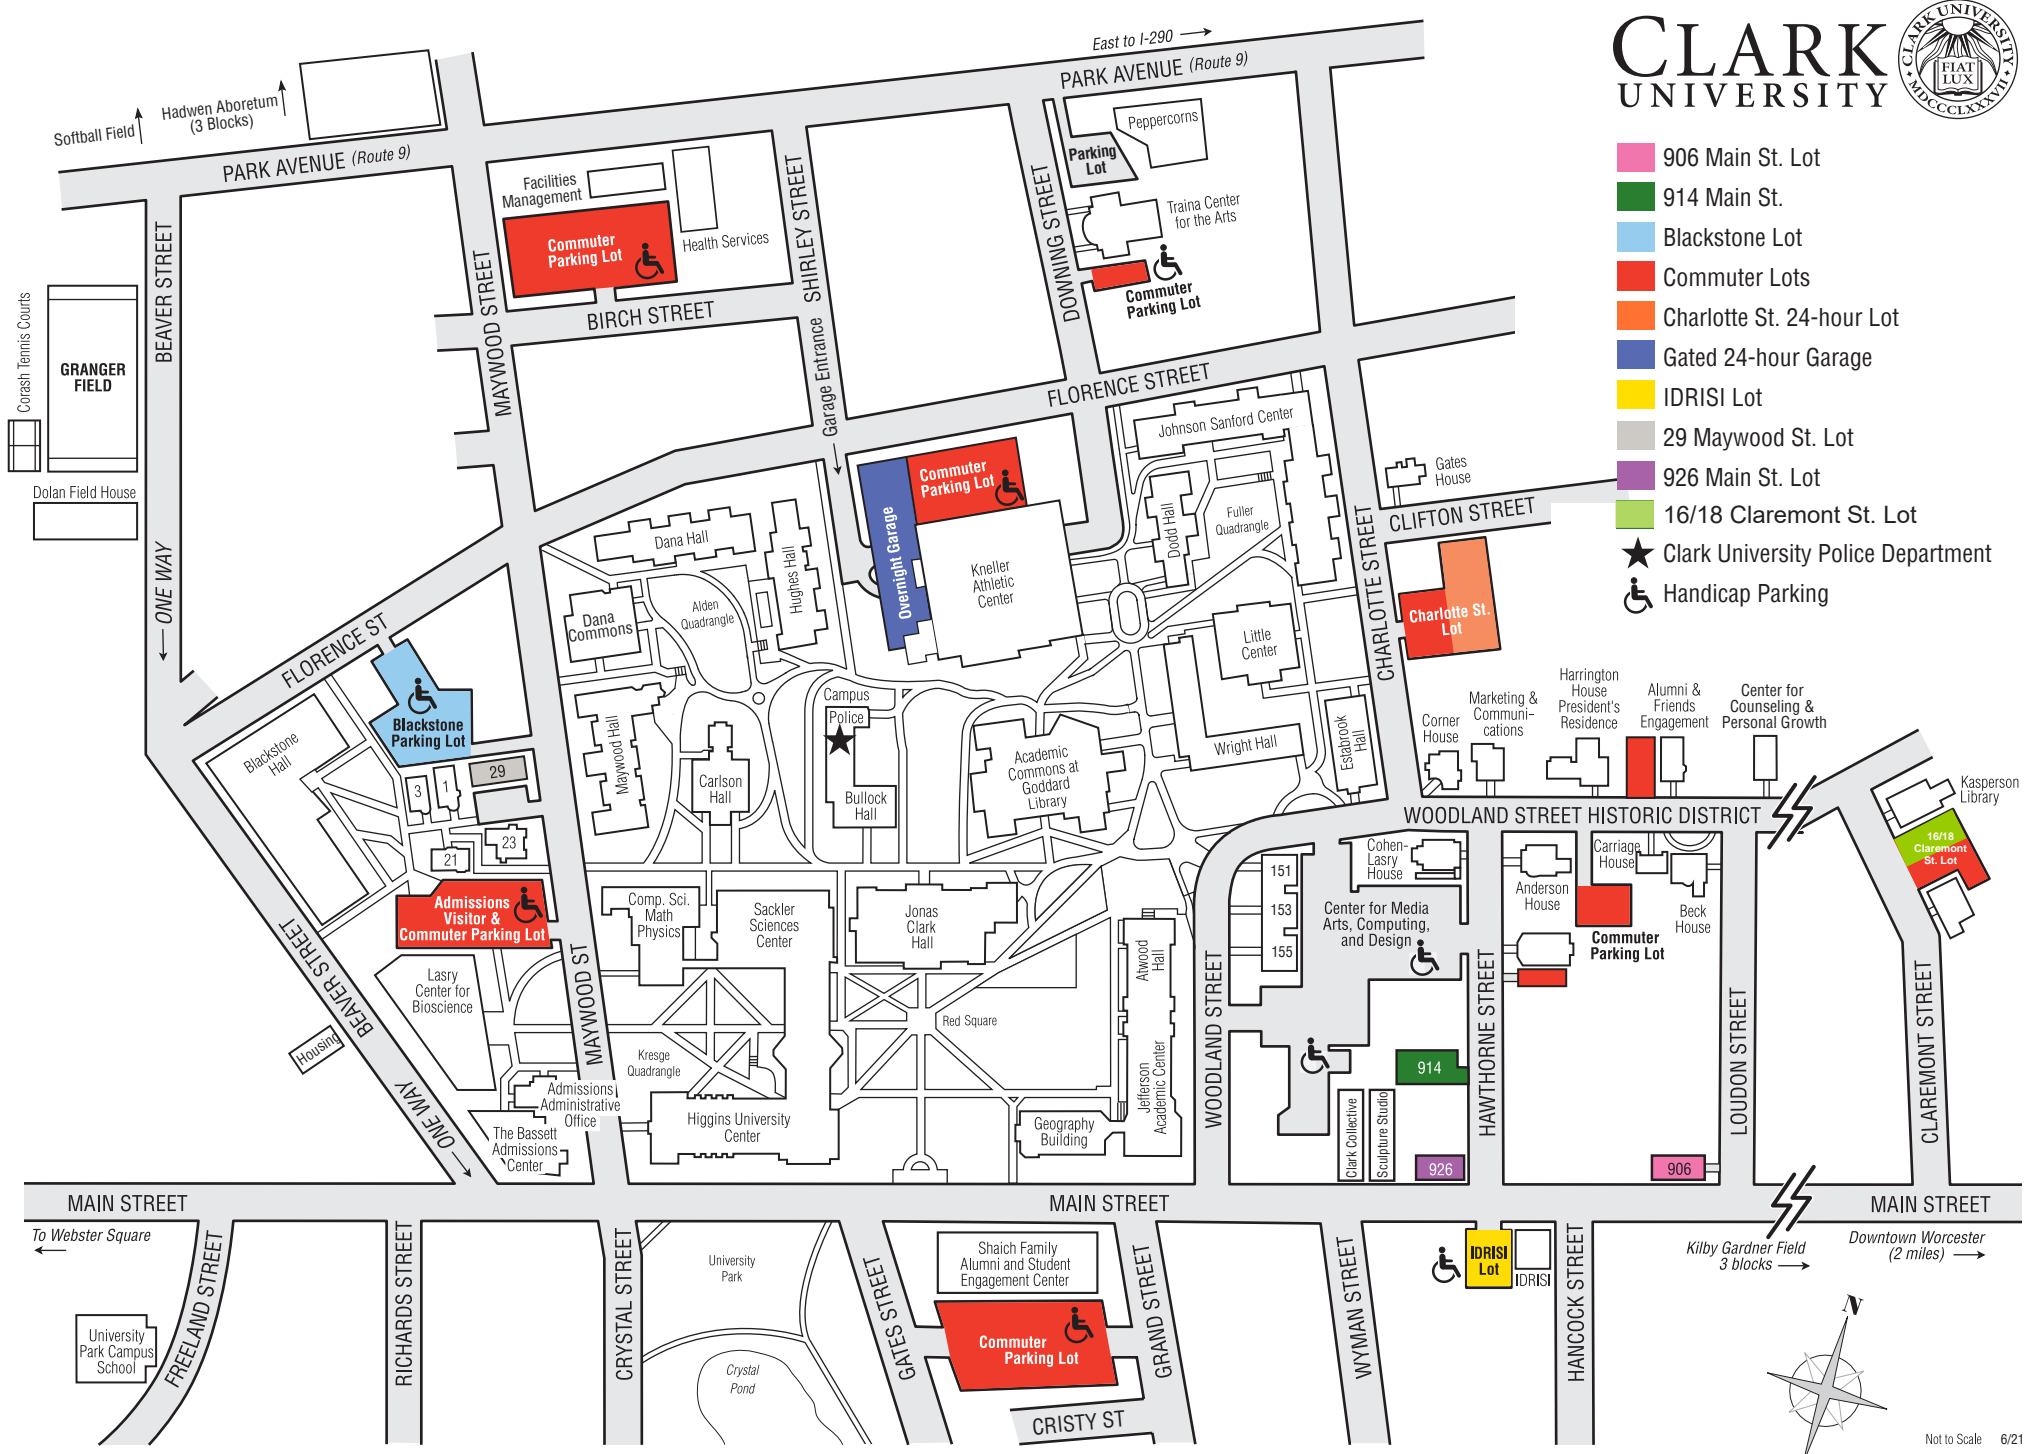 East to I-290
PARK AVENUE (Route 9)
CLARK
UNIVERSITY
CLARK UNIVERSITY
FIAT
LUX
MDCCCLXXXVII
Softball Field
Hadwen Aboretum
(3 Blocks)
PARK AVENUE (Route 9)
906 Main St. Lot
914 Main St.
Blackstone Lot
Commuter Lots
Charlotte St. 24-hour Lot
Gated 24-hour Garage
IDRISI Lot
29 Maywood St. Lot
926 Main St. Lot
16/18 Claremont St. Lot
Clark University Police Department
Handicap Parking
Peppercorns
Parking
Lot
Facilities
Management
Health Services
Commuter
Parking Lot
SHIRLEY STREET
DOWNING STREET
Traina Center
for the Arts
Commuter
Parking Lot
BEAVER STREET
MAYWOOD STREET
BIRCH STREET
Garage Entrance
FLORENCE STREET
Corash Tennis Courts
GRANGER
FIELD
Dolan Field House
Johnson Sanford Center
Gates
House
CLIFTON STREET
CHARLOTTE STREET
Commuter
Parking Lot
Overnight Garage
Kneller
Athletic
Center
Dodd Hall
Fuller
Quadrangle
Dana Hall
Hughes Hall
Dana
Commons
Alden
Quadrangle
ONE WAY
FLORENCE ST
Charlotte St.
Lot
Little
Center
Blackstone
Parking Lot
Blackstone
Hall
Maywood Hall
Carlson
Hall
Campus
Police
Bullock
Hall
Academic
Commons at
Goddard
Library
Wright Hall
Estabrook
Hall
Corner
House
Marketing &
Communi-
cations
Harrington
House
President's
Residence
Alumni &
Friends
Engagement
Center for
Counseling &
Personal Growth
Kasperson
Library
WOODLAND STREET HISTORIC DISTRICT
16/18
Claremont
St. Lot
3
1
29
23
21
Admissions
Visitor &
Commuter Parking Lot
Comp. Sci.
Math
Physics
Sackler
Sciences
Center
Jonas
Clark
Hall
Atwood
Hall
151
153
155
Cohen-
Lasry
House
Center for Media
Arts, Computing,
and Design
Anderson
House
Carriage
House
Beck
House
Commuter
Parking Lot
BEAVER STREET
Lasry
Center for
Bioscience
MAYWOOD ST
Housing
Kresge
Quadrangle
Red Square
WOODLAND STREET
HAWTHORNE STREET
LOUDON STREET
CLAREMONT STREET
Jefferson
Academic Center
914
ONE WAY
Admissions
Administrative
Office
The Bassett
Admissions
Center
Higgins University
Center
Geography
Building
Clark Collective
Sculpture Studio
926
906
MAIN STREET
MAIN STREET
MAIN STREET
To Webster Square
FREELAND STREET
RICHARDS STREET
CRYSTAL STREET
University
Park
GATES STREET
Shaich Family
Alumni and Student
Engagement Center
GRAND STREET
WYMAN STREET
IDRISI
Lot
IDRISI
HANCOCK STREET
Kilby Gardner Field
3 blocks
Downtown Worcester
(2 miles)
University
Park Campus
School
Crystal
Pond
Commuter
Parking Lot
CRISTY ST
N
Not to Scale 6/21